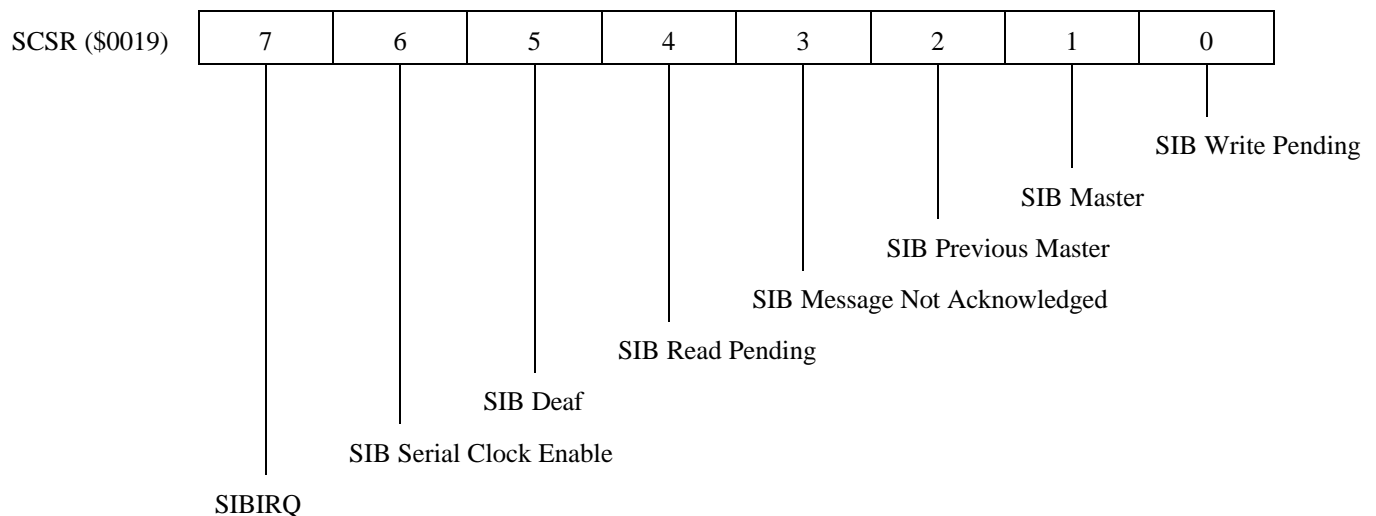 SCSR ($0019) 7 6 5 4 3 2 1 0
SIB Write Pending
SIB Master
SIB Previous Master
SIB Message Not Acknowledged
SIB Read Pending
SIB Deaf
SIB Serial Clock Enable
SIBIRQ